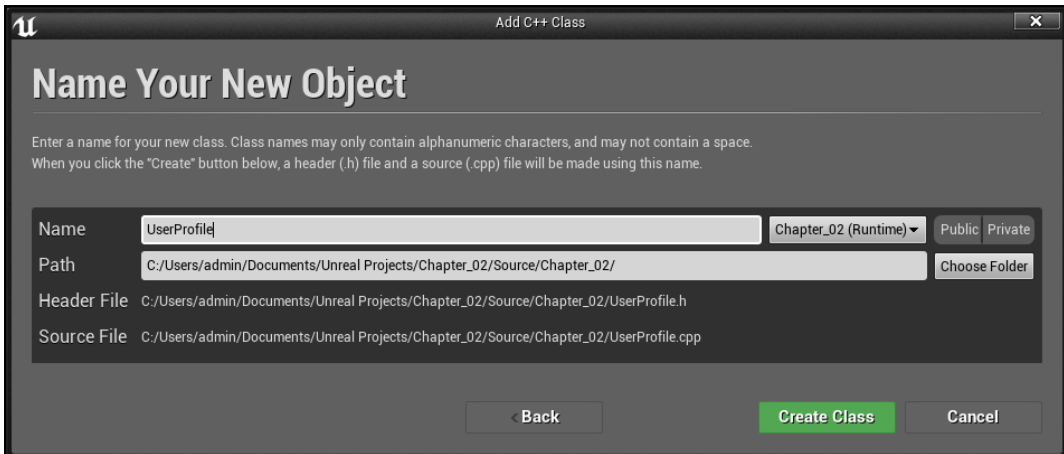 Add C++ Class
Name Your New Object
Enter a name for your new class. Class names may only contain alphanumeric characters, and may not contain a space.
When you click the "Create" button below, a header (.h) file and a source (.cpp) file will be made using this name.
Name UserProfile Chapter_02 (Runtime) Public Private
Path C:/Users/admin/Documents/Unreal Projects/Chapter_02/Source/Chapter_02/ Choose Folder
Header File C:/Users/admin/Documents/Unreal Projects/Chapter_02/Source/Chapter_02/UserProfile.h
Source File C:/Users/admin/Documents/Unreal Projects/Chapter_02/Source/Chapter_02/UserProfile.cpp
Back Create Class Cancel